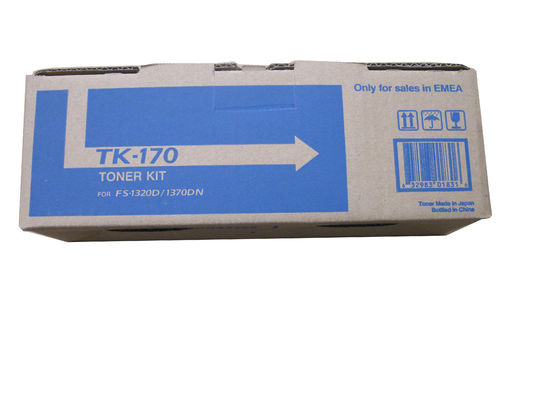 Only for sales in EMEA
TK-170
TONER KIT
FOR FS-1320D/1370DN
Toner Made in Japan
Bottled in China